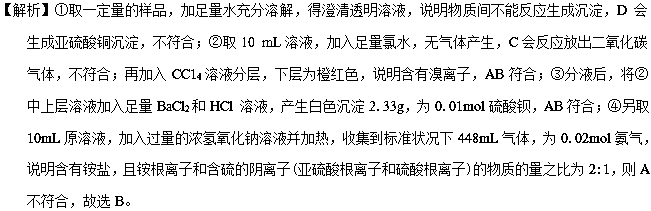 【解析】①取一定量的样品，加足量水充分溶解，得澄清透明溶液，说明物质间不能反应生成沉淀，D 会
生成亚硫酸铜沉淀，不符合；②取 10 mL 溶液，加入足量氯水，无气体产生，C 会反应放出二氧化碳
气体，不符合；再加入 CCl4 溶液分层，下层为橙红色，说明含有溴离子，AB 符合；③分液后，将②
中上层溶液加入足量 BaCl2 和 HCl 溶液，产生白色沉淀 2.33g，为 0.01mol 硫酸钡，AB 符合；④另取
10mL 原溶液，加入过量的浓氢氧化钠溶液并加热，收集到标准状况下 448mL 气体，为 0.02mol 氨气，
说明含有铵盐，且铵根离子和含硫的阴离子(亚硫酸根离子和硫酸根离子)的物质的量之比为 2:1，则 A
不符合，故选 B。